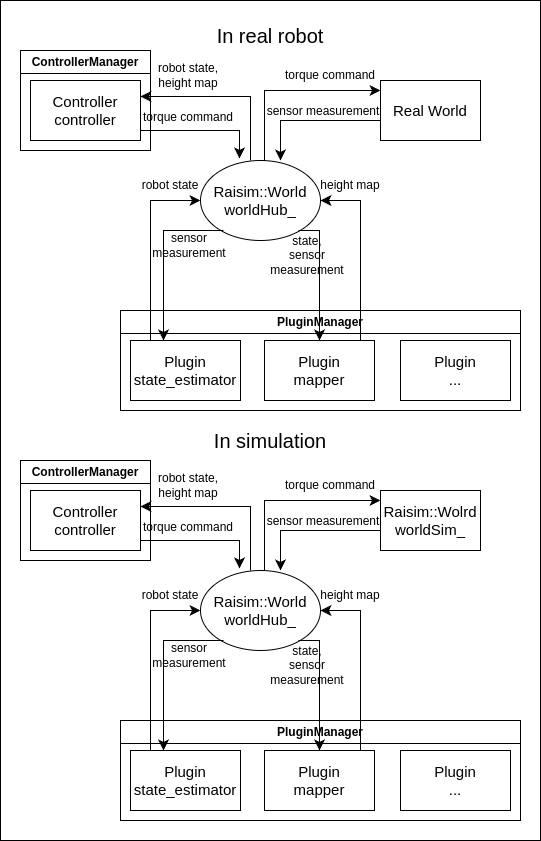 In real robot
ControllerManager
robot state,
height map
torque command
Controller
controller
torque command
sensor measurement
Real World
robot state
Raisim::World
worldHub_
height map
sensor
measurement
state,
sensor
measurement
PluginManager
Plugin
state_estimator
Plugin
mapper
Plugin
...
In simulation
ControllerManager
robot state,
height map
torque command
Controller
controller
torque command
sensor measurement
Raisim::Wolrd
worldSim_
robot state
Raisim::World
worldHub_
height map
sensor
measurement
state,
sensor
measurement
PluginManager
Plugin
state_estimator
Plugin
mapper
Plugin
...